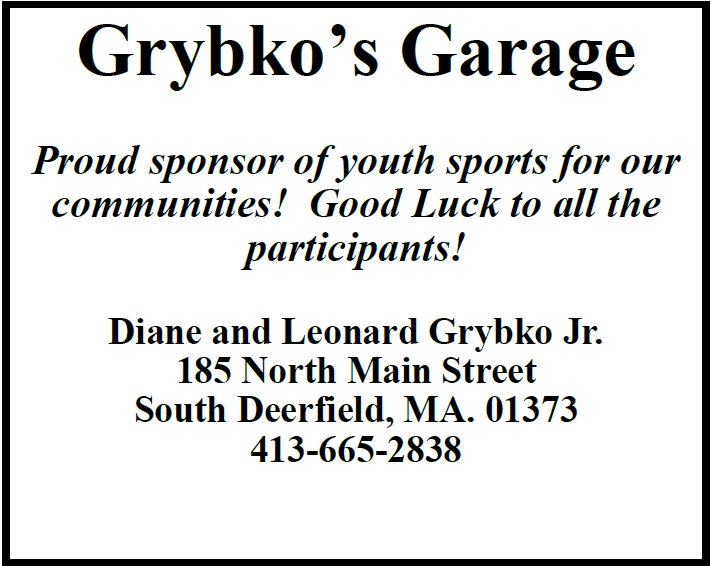 Grybko’s Garage
Proud sponsor of youth sports for our
communities!  Good Luck to all the
participants!
Diane and Leonard Grybko Jr.
185 North Main Street
South Deerfield, MA. 01373
413-665-2838